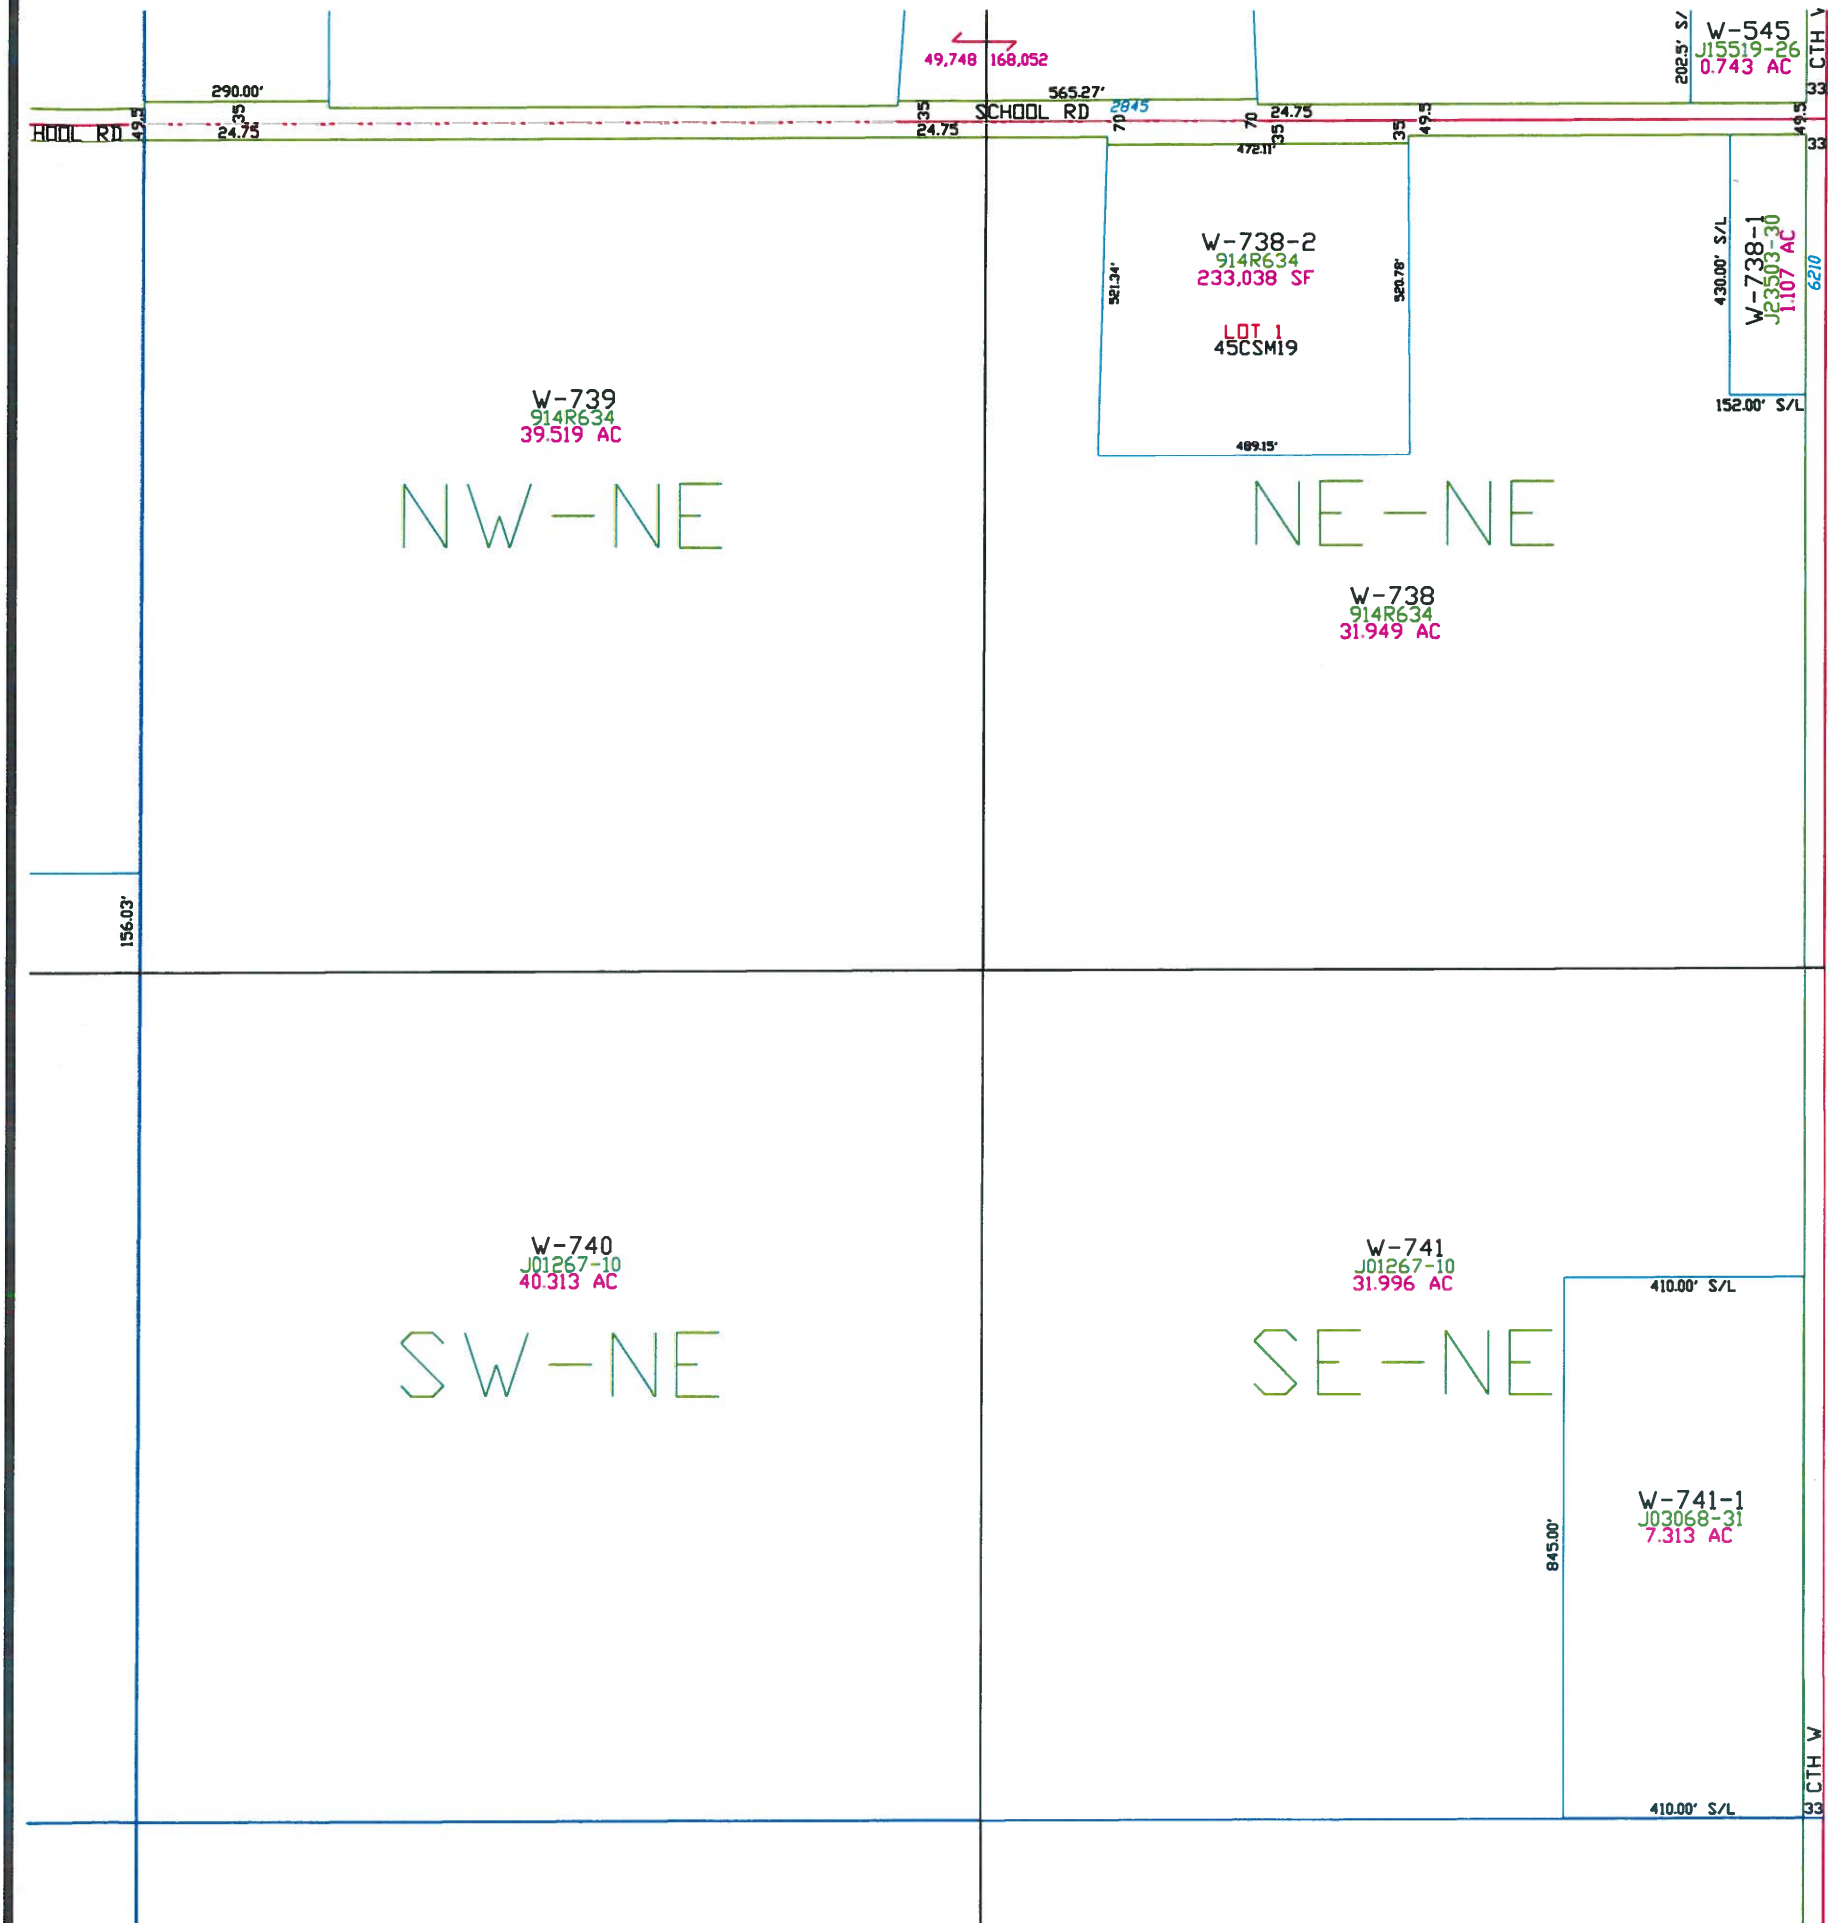 202.5' S/
W-545
J15519-26
0.743 AC
CTH
33
49,748 168,052
290.00'
565.27'
2845
49.5
35
24.75
HOOL RD
35
24.75
SCHOOL RD
70
70
24.75
35
35
49.5
49.5
33
472.11'
W-738-2
914R634
233,038 SF
LOT 1
45CSM19
521.34'
520.78'
489.15'
430.00' S/L
W-738-1
J23503-30
1.107 AC
6210
152.00' S/L
W-739
914R634
39.519 AC
NW-NE
NE-NE
W-738
914R634
31.949 AC
156.03'
W-740
J01267-10
40.313 AC
SW-NE
W-741
J01267-10
31.996 AC
SE-NE
410.00' S/L
845.00'
W-741-1
J03068-31
7.313 AC
410.00' S/L
CTH W
33